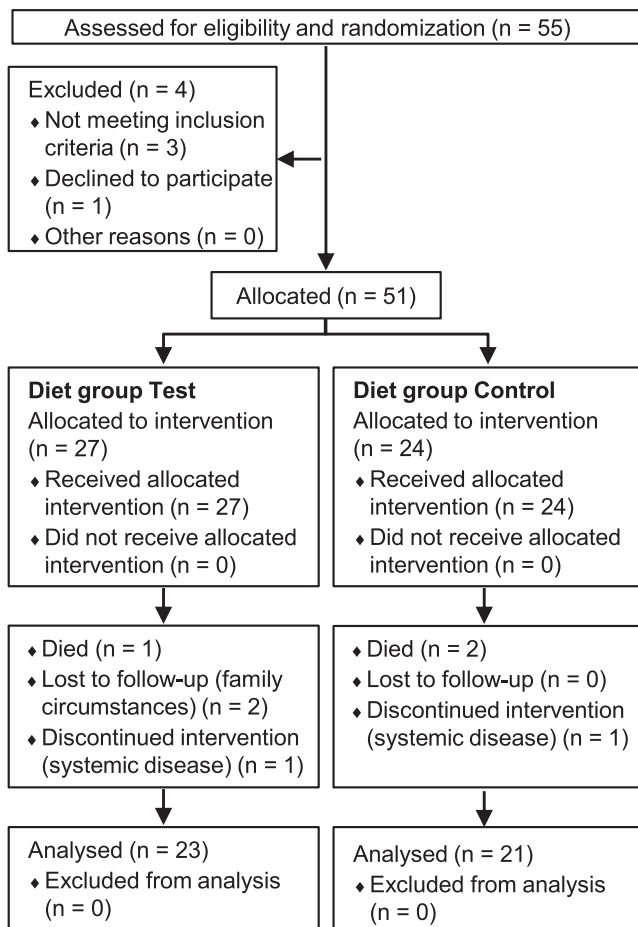 Assessed for eligibility and randomization (n = 55)
Excluded (n = 4)
♦ Not meeting inclusion
criteria (n = 3)
♦ Declined to participate
(n = 1)
♦ Other reasons (n = 0)
Allocated (n = 51)
Diet group Test
Allocated to intervention
(n = 27)
♦ Received allocated
intervention (n = 27)
♦ Did not receive allocated
intervention (n = 0)
Diet group Control
Allocated to intervention
(n = 24)
♦ Received allocated
intervention (n = 24)
♦ Did not receive allocated
intervention (n = 0)
♦ Died (n = 1)
♦ Lost to follow-up (family
circumstances) (n = 2)
♦ Discontinued intervention
(systemic disease) (n = 1)
♦ Died (n = 2)
♦ Lost to follow-up (n = 0)
♦ Discontinued intervention
(systemic disease) (n = 1)
Analysed (n = 23)
♦ Excluded from analysis
(n = 0)
Analysed (n = 21)
♦ Excluded from analysis
(n = 0)